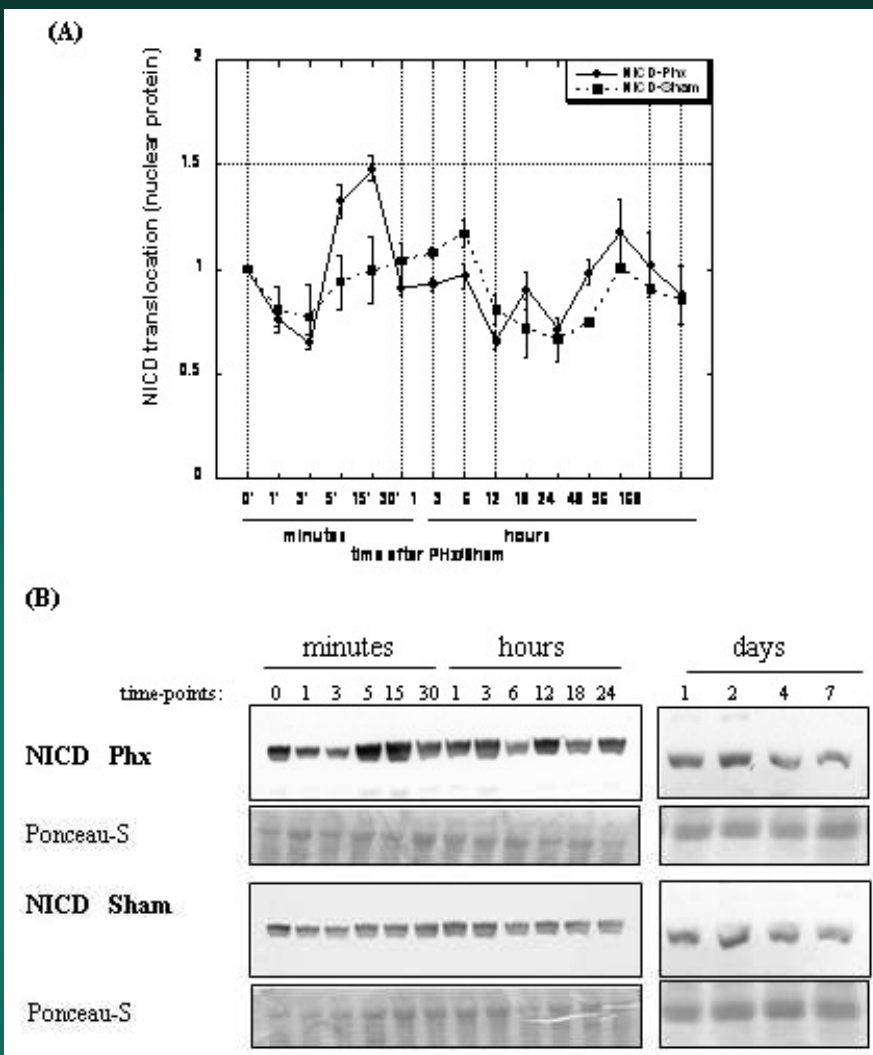 (A)
2
1.5
1
0.5
0
NICD translocation (nuclear protein)
NICD-Phx
NICD-Sham
0' 1' 3' 5' 15' 30' 1 3 6 12 18 24 48 96 168
minutes hours
time after PHx/Sham
(B)
minutes hours days
time-points: 0 1 3 5 15 30 1 3 6 12 18 24 1 2 4 7
NICD Phx
Ponceau-S
NICD Sham
Ponceau-S